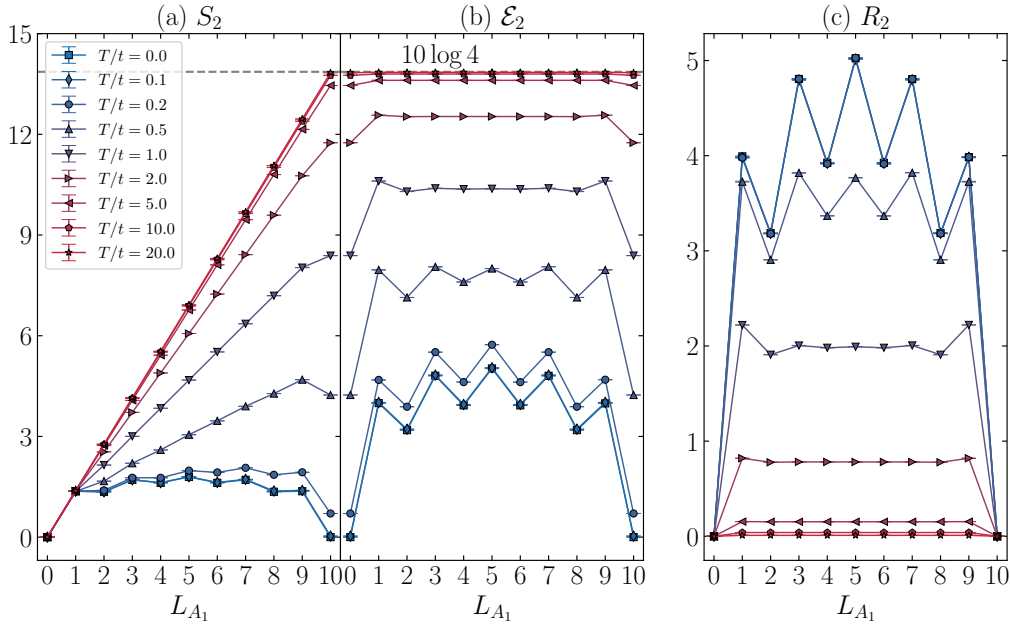 (a) S₂
(b) ℰ₂
(c) R₂
10 log 4
T/t = 0.0
T/t = 0.1
T/t = 0.2
T/t = 0.5
T/t = 1.0
T/t = 2.0
T/t = 5.0
T/t = 10.0
T/t = 20.0
15
12
9
6
3
0
5
4
3
2
1
0
0 1 2 3 4 5 6 7 8 9 10
0 1 2 3 4 5 6 7 8 9 10
0 1 2 3 4 5 6 7 8 9 10
L_{A₁}
L_{A₁}
L_{A₁}